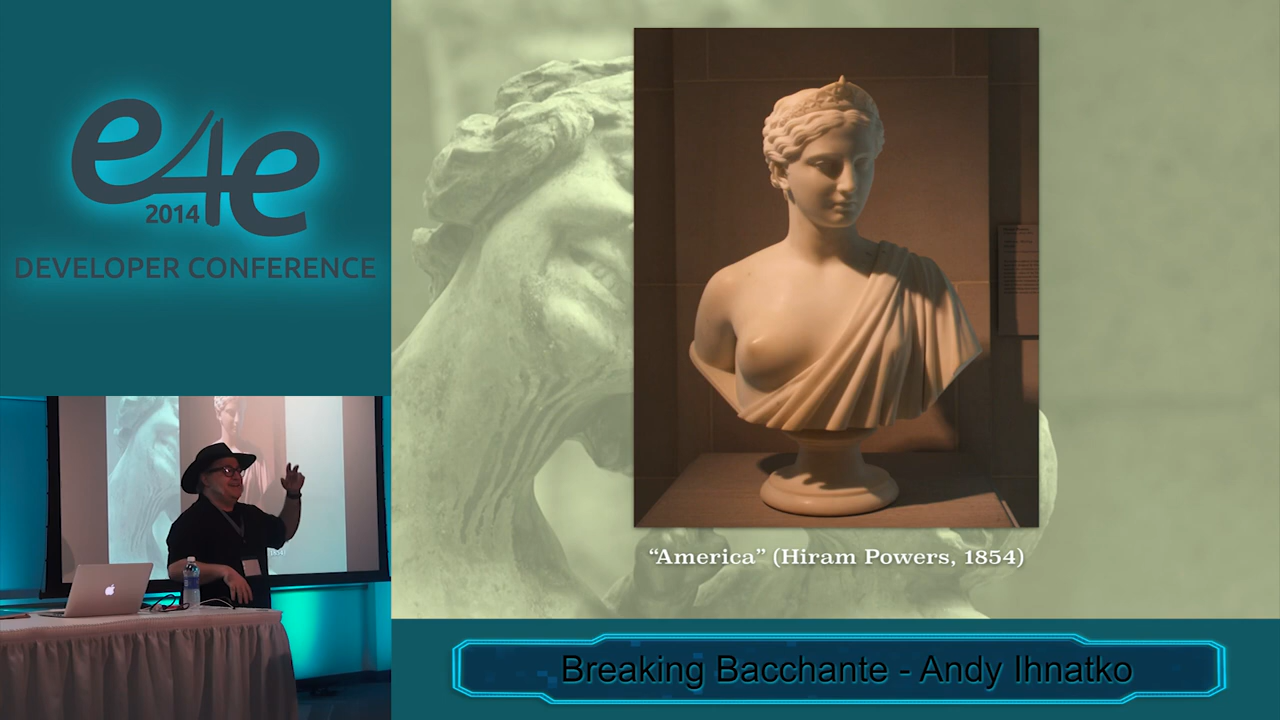 e4e
2014
DEVELOPER CONFERENCE
“America” (Hiram Powers, 1854)
Breaking Bacchante - Andy Ihnatko